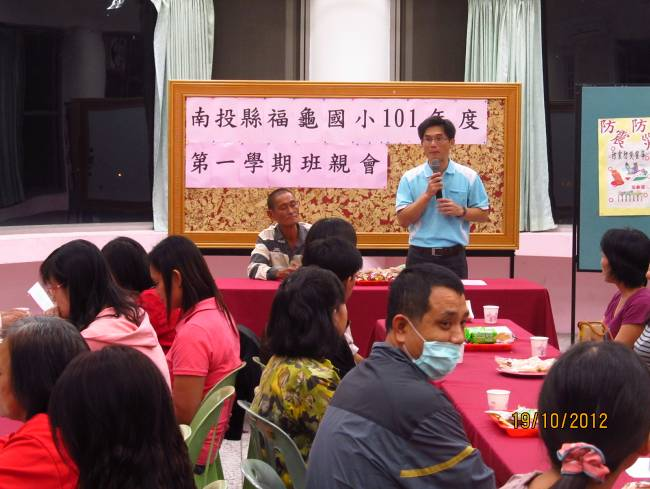 南投縣福龜國小101年度
第一學期班親會
防
防
19/10/2012